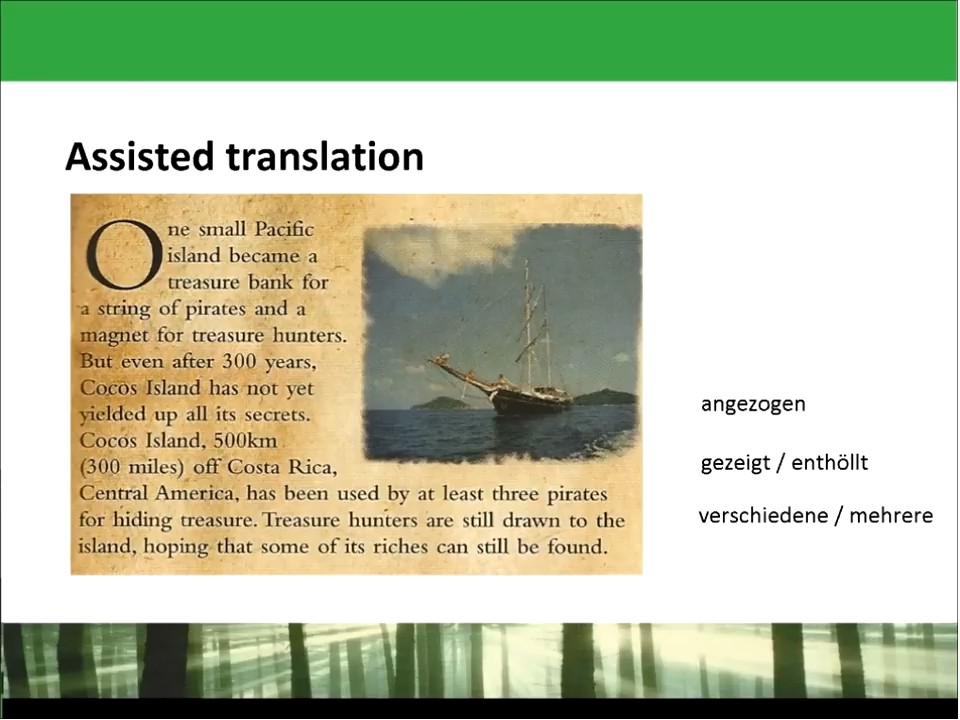 Assisted translation
One small Pacific
island became a
treasure bank for
a string of pirates and a
magnet for treasure hunters.
But even after 300 years,
Cocos Island has not yet
yielded up all its secrets.
Cocos Island, 500km
(300 miles) off Costa Rica,
Central America, has been used by at least three pirates
for hiding treasure. Treasure hunters are still drawn to the
island, hoping that some of its riches can still be found.
angezogen
gezeigt / enthöllt
verschiedene / mehrere